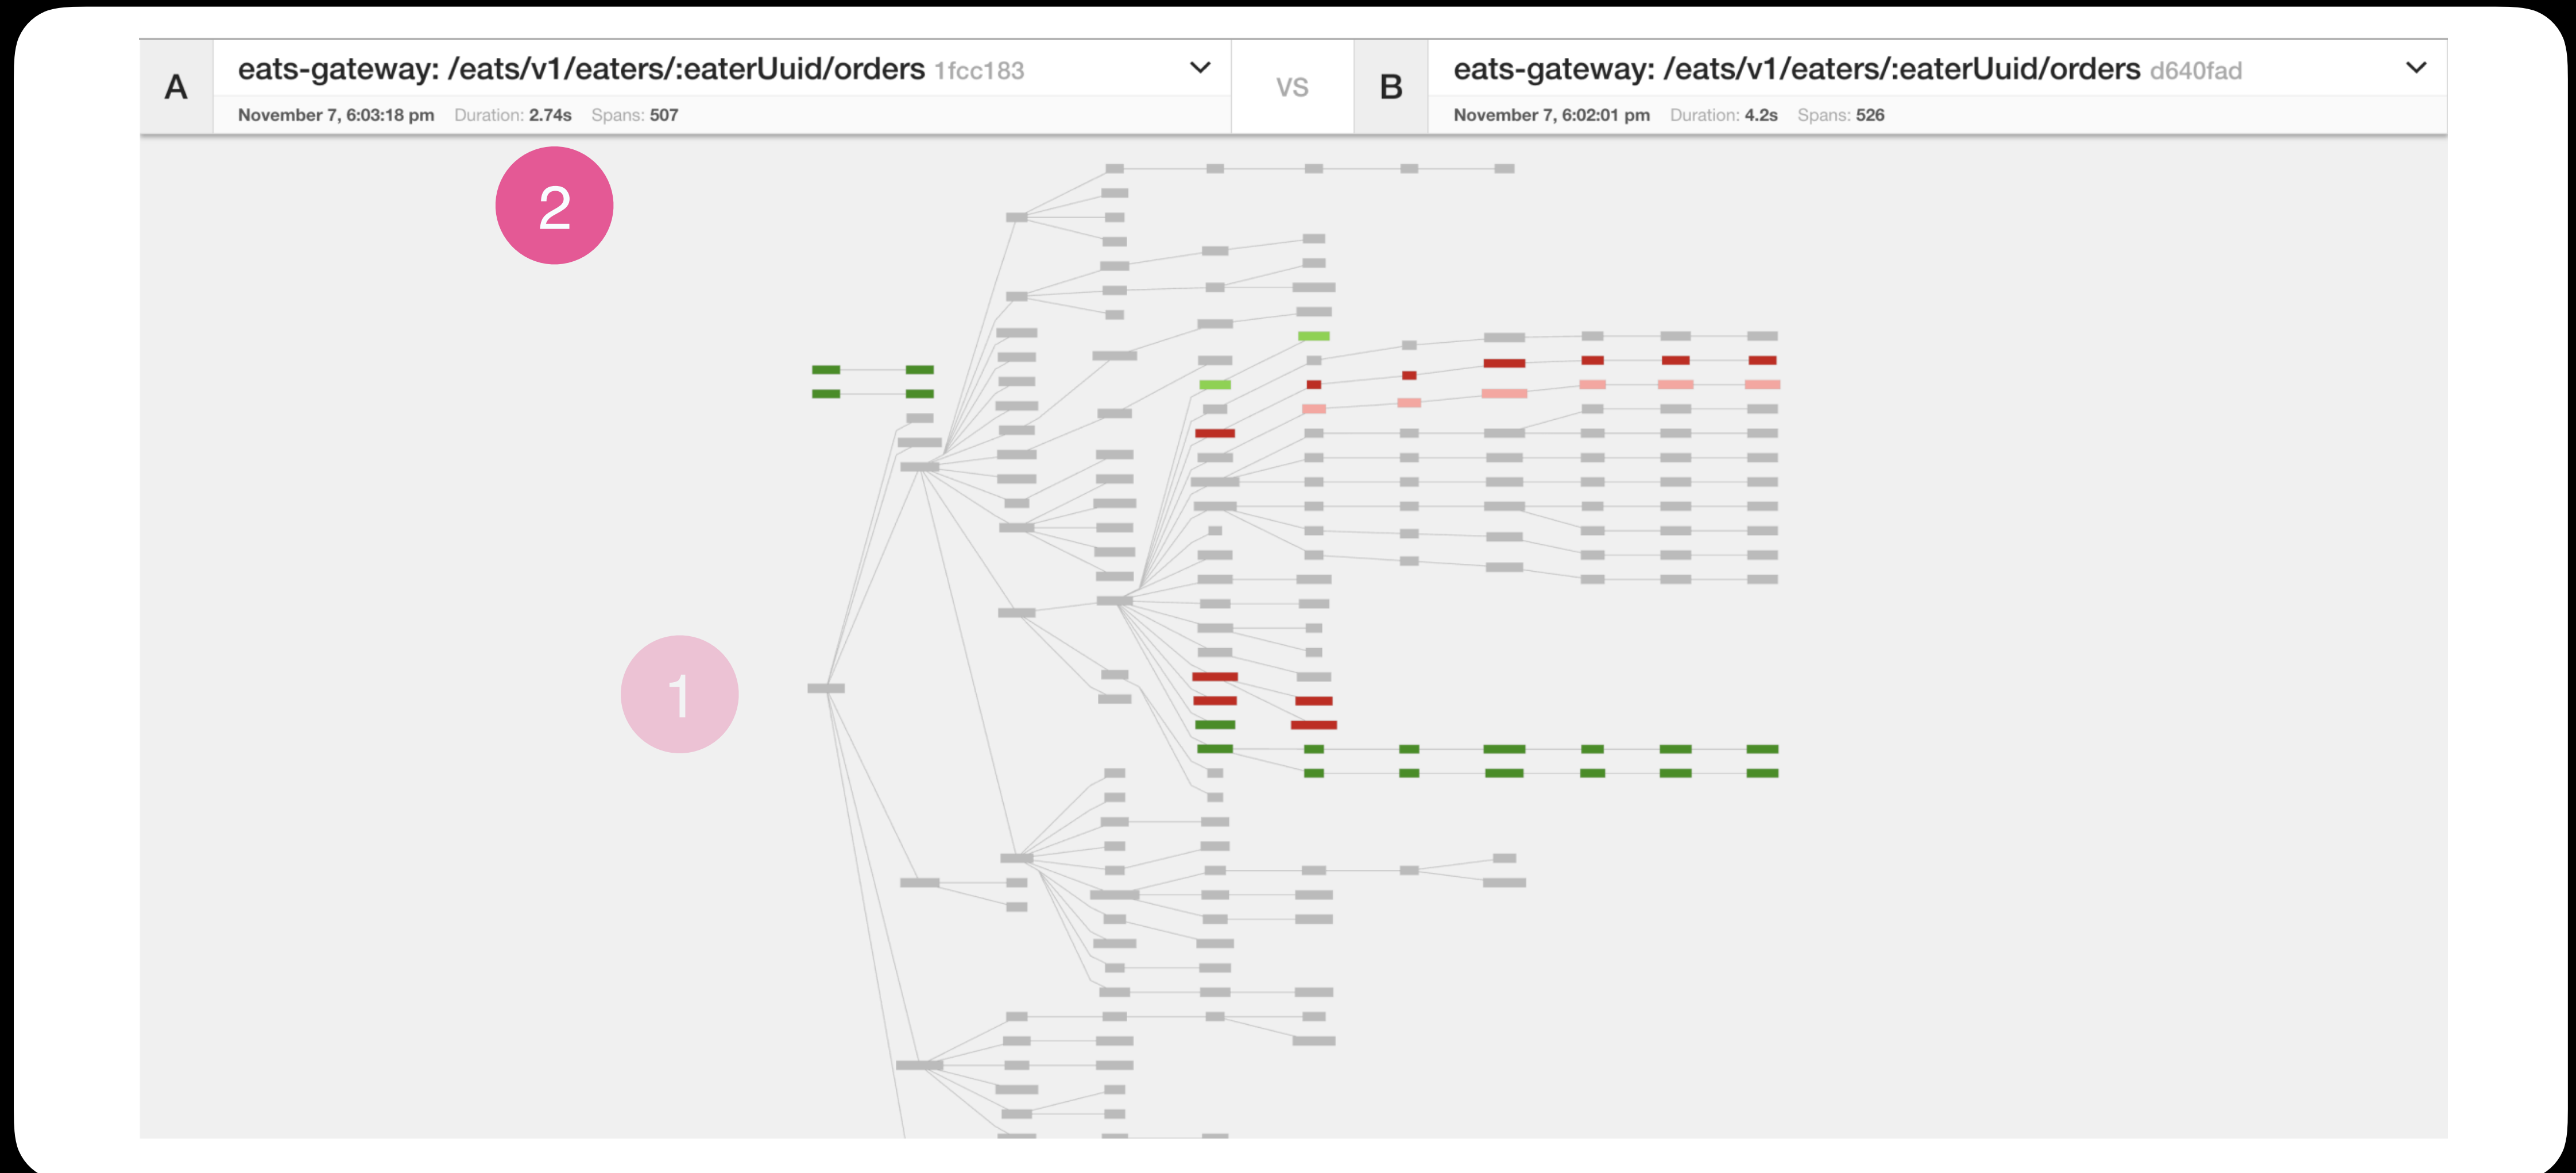 A
eats-gateway: /eats/v1/eaters/:eaterUuid/orders 1fcc183
November 7, 6:03:18 pm Duration: 2.74s Spans: 507
VS
B
eats-gateway: /eats/v1/eaters/:eaterUuid/orders d640fad
November 7, 6:02:01 pm Duration: 4.2s Spans: 526
2
1